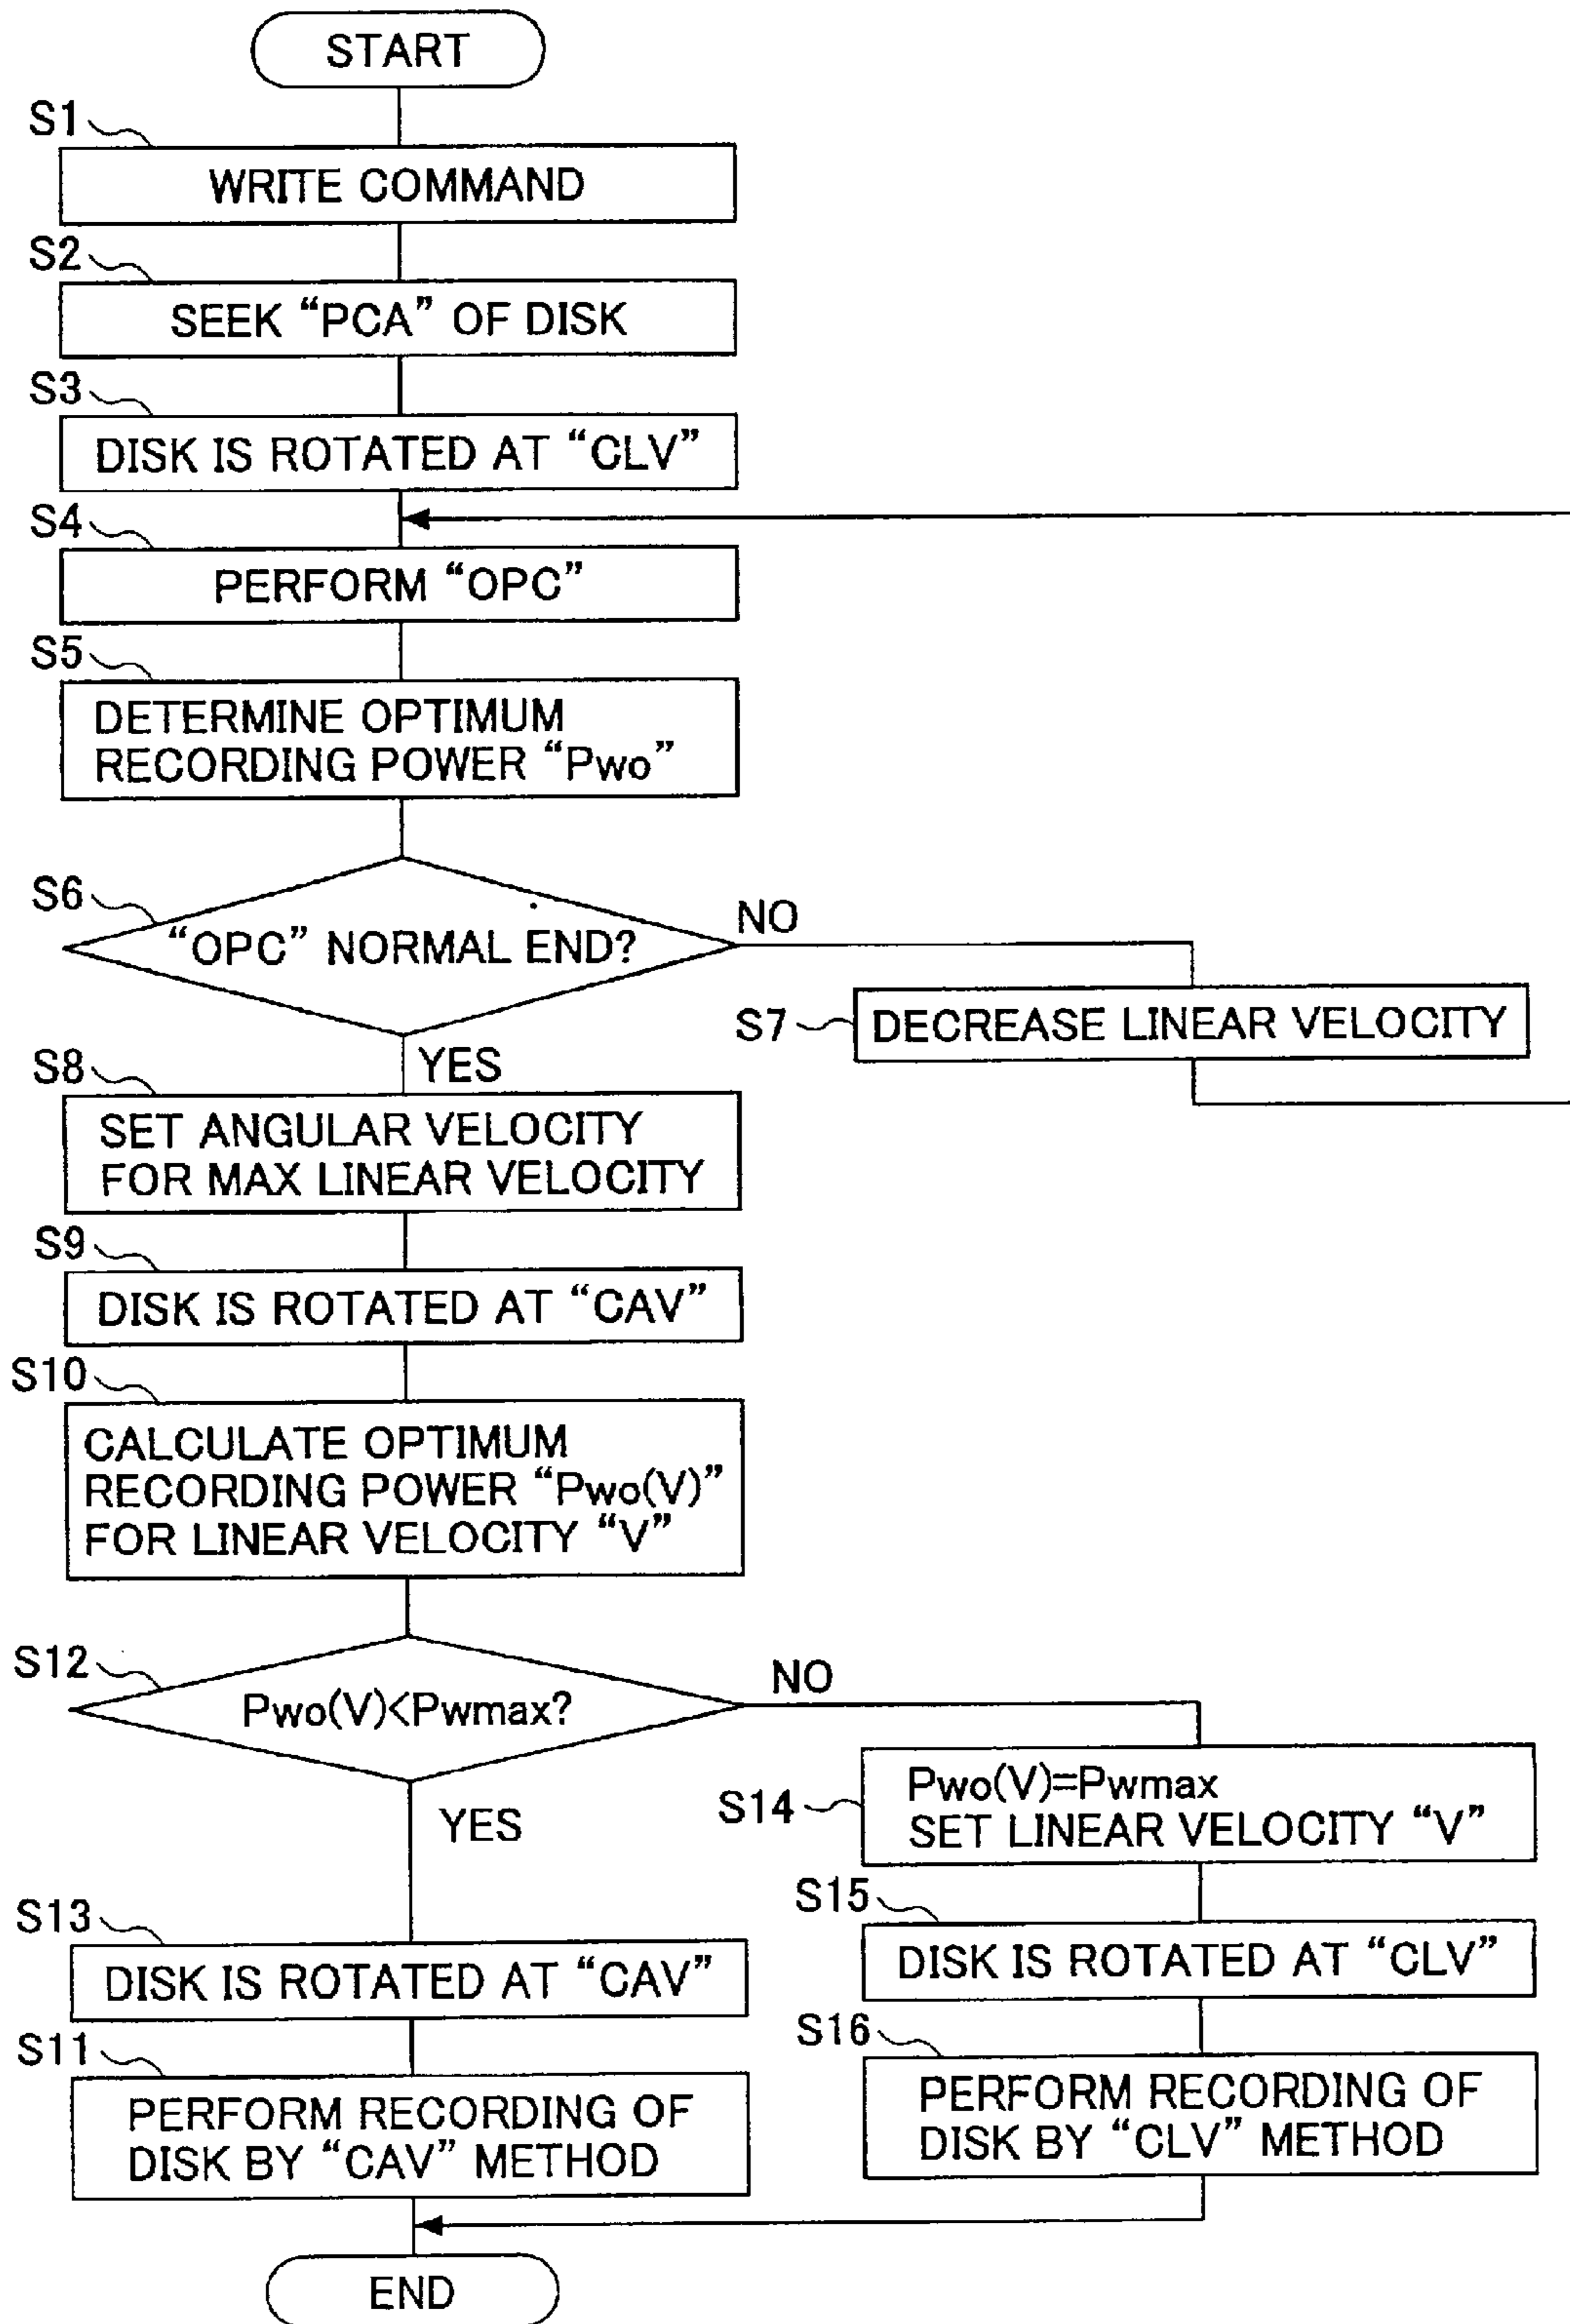 START
S1
WRITE COMMAND
S2
SEEK “PCA” OF DISK
S3
DISK IS ROTATED AT “CLV”
S4
PERFORM “OPC”
S5
DETERMINE OPTIMUM
RECORDING POWER “Pwo”
S6
“OPC” NORMAL END?
NO
S7
DECREASE LINEAR VELOCITY
YES
S8
SET ANGULAR VELOCITY
FOR MAX LINEAR VELOCITY
S9
DISK IS ROTATED AT “CAV”
S10
CALCULATE OPTIMUM
RECORDING POWER “Pwo(V)”
FOR LINEAR VELOCITY “V”
S12
Pwo(V)<Pwmax?
NO
YES
S14
Pwo(V)=Pwmax
SET LINEAR VELOCITY “V”
S13
DISK IS ROTATED AT “CAV”
S15
DISK IS ROTATED AT “CLV”
S11
PERFORM RECORDING OF
DISK BY “CAV” METHOD
S16
PERFORM RECORDING OF
DISK BY “CLV” METHOD
END